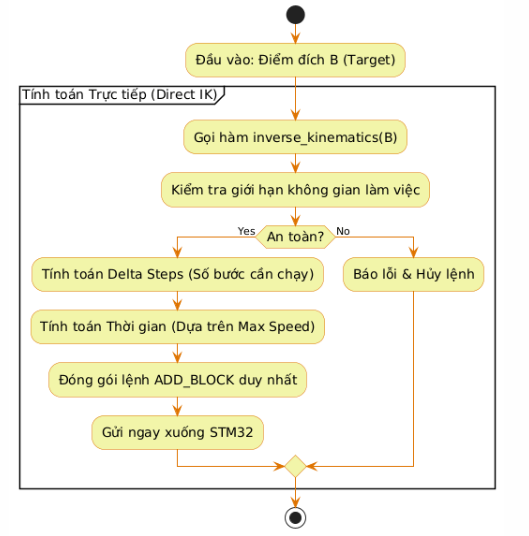 Đầu vào: Điểm đích B (Target)
Tính toán Trực tiếp (Direct IK)
Gọi hàm inverse_kinematics(B)
Kiểm tra giới hạn không gian làm việc
Yes
An toàn?
No
Tính toán Delta Steps (Số bước cần chạy)
Báo lỗi & Hủy lệnh
Tính toán Thời gian (Dựa trên Max Speed)
Đóng gói lệnh ADD_BLOCK duy nhất
Gửi ngay xuống STM32